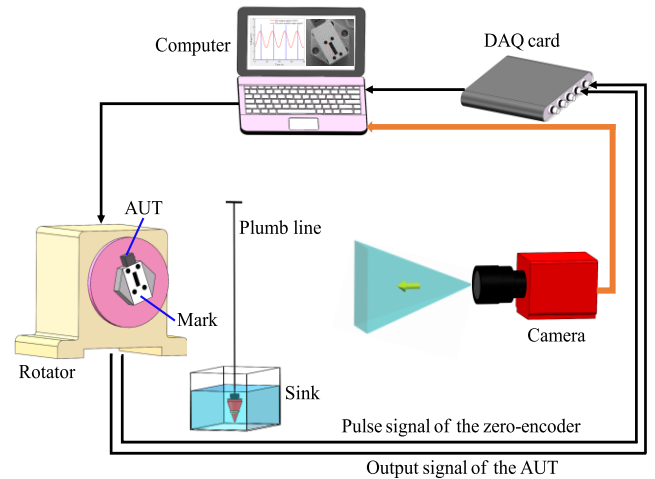 Computer
DAQ card
AUT
Plumb line
Mark
Camera
Rotator
Sink
Pulse signal of the zero-encoder
Output signal of the AUT